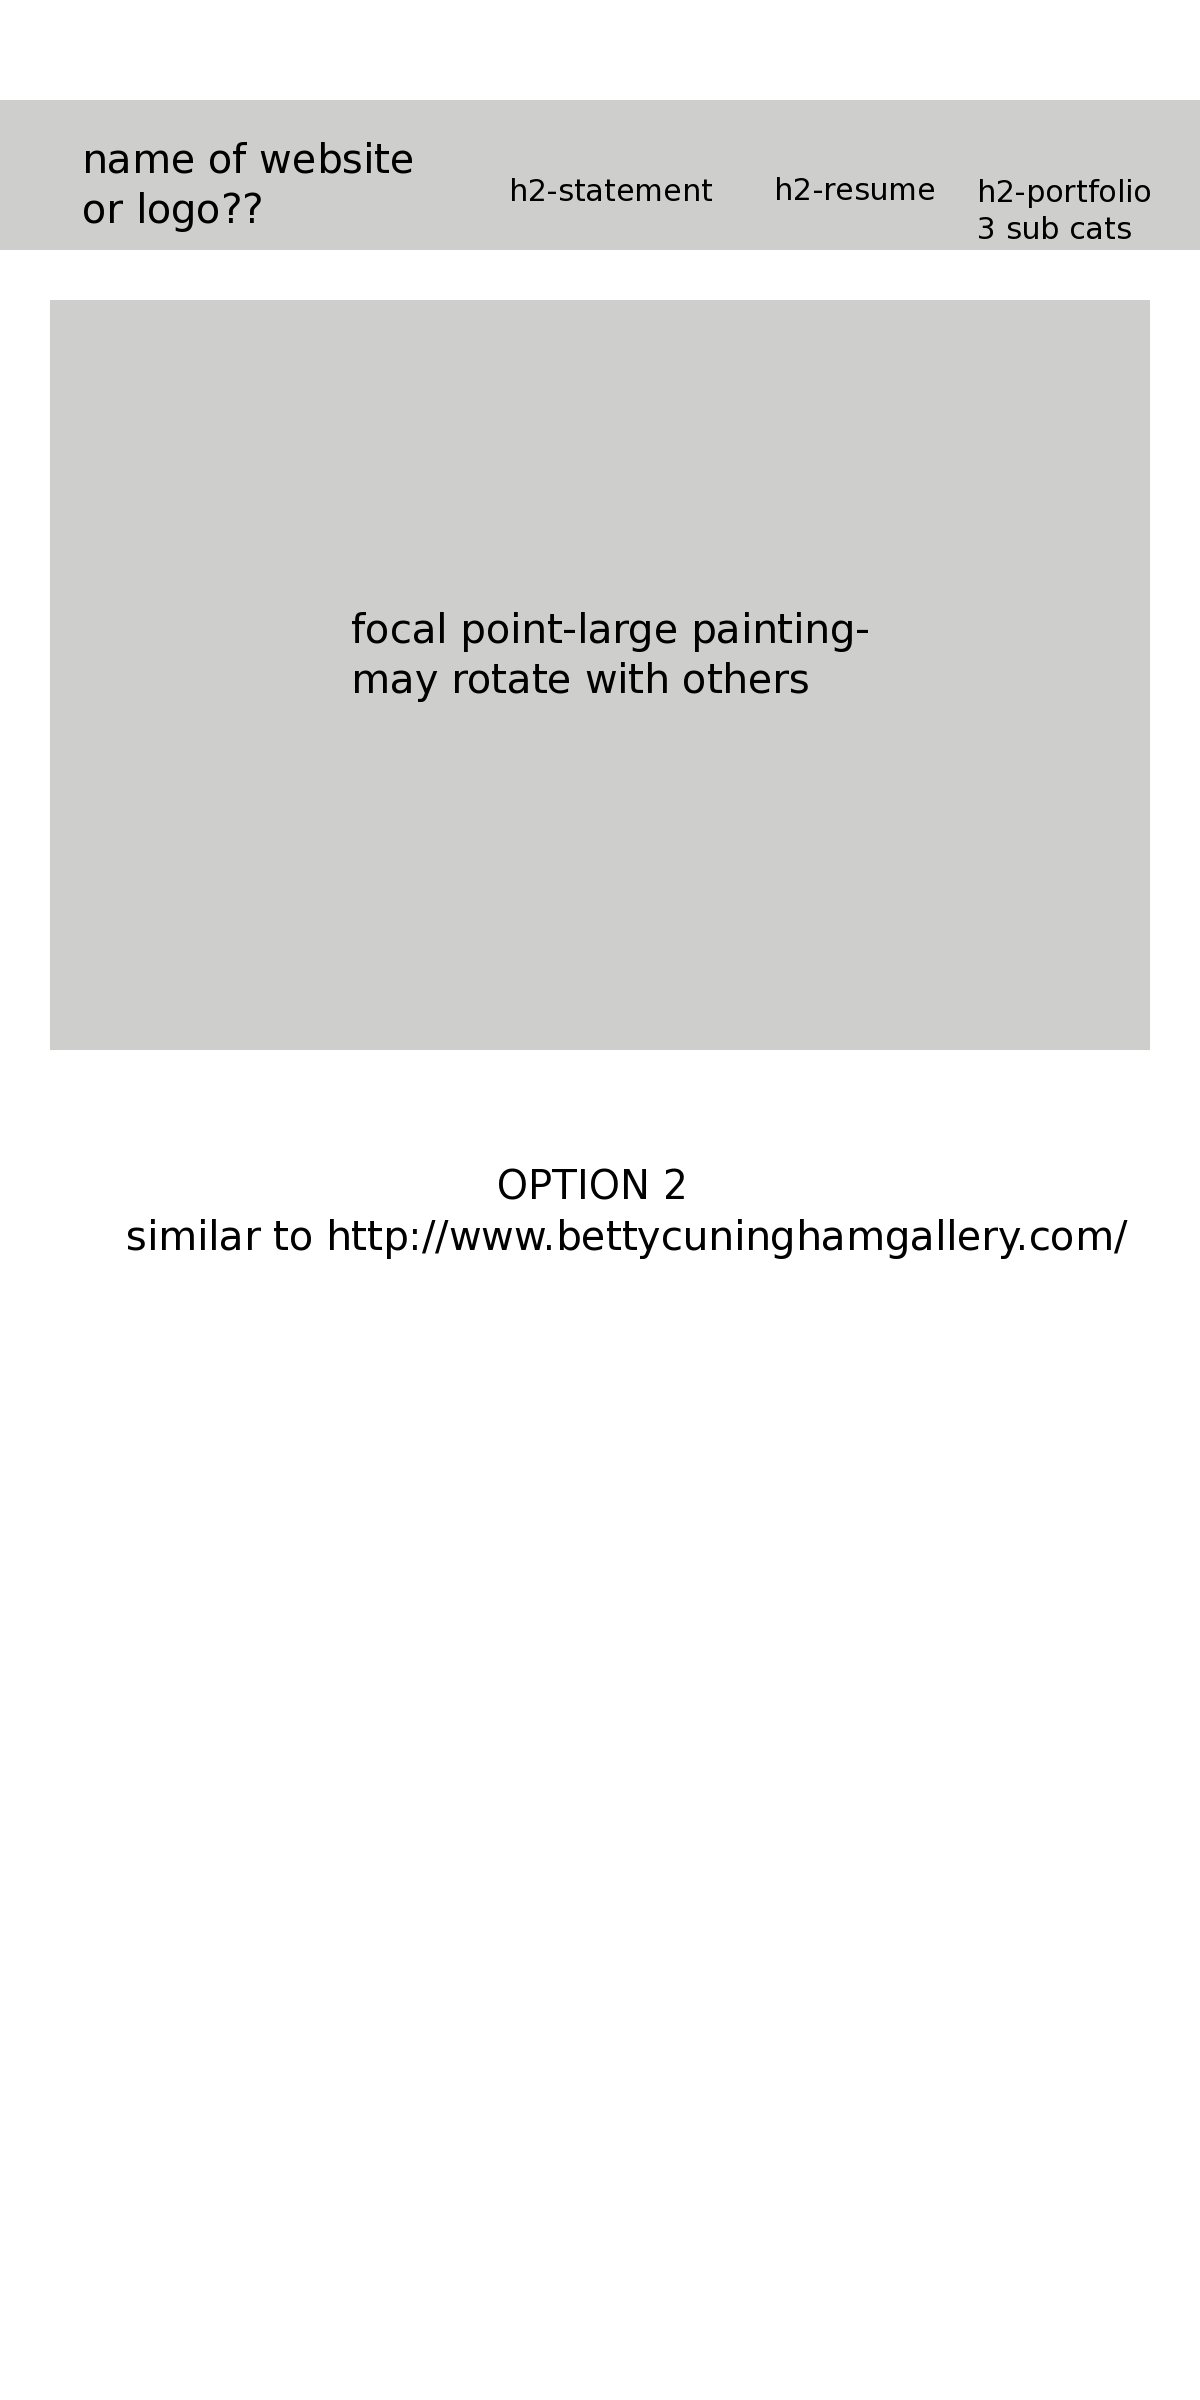 name of website
or logo??
h2-statement
h2-resume
h2-portfolio
3 sub cats
focal point-large painting-
may rotate with others
OPTION 2
similar to http://www.bettycuninghamgallery.com/